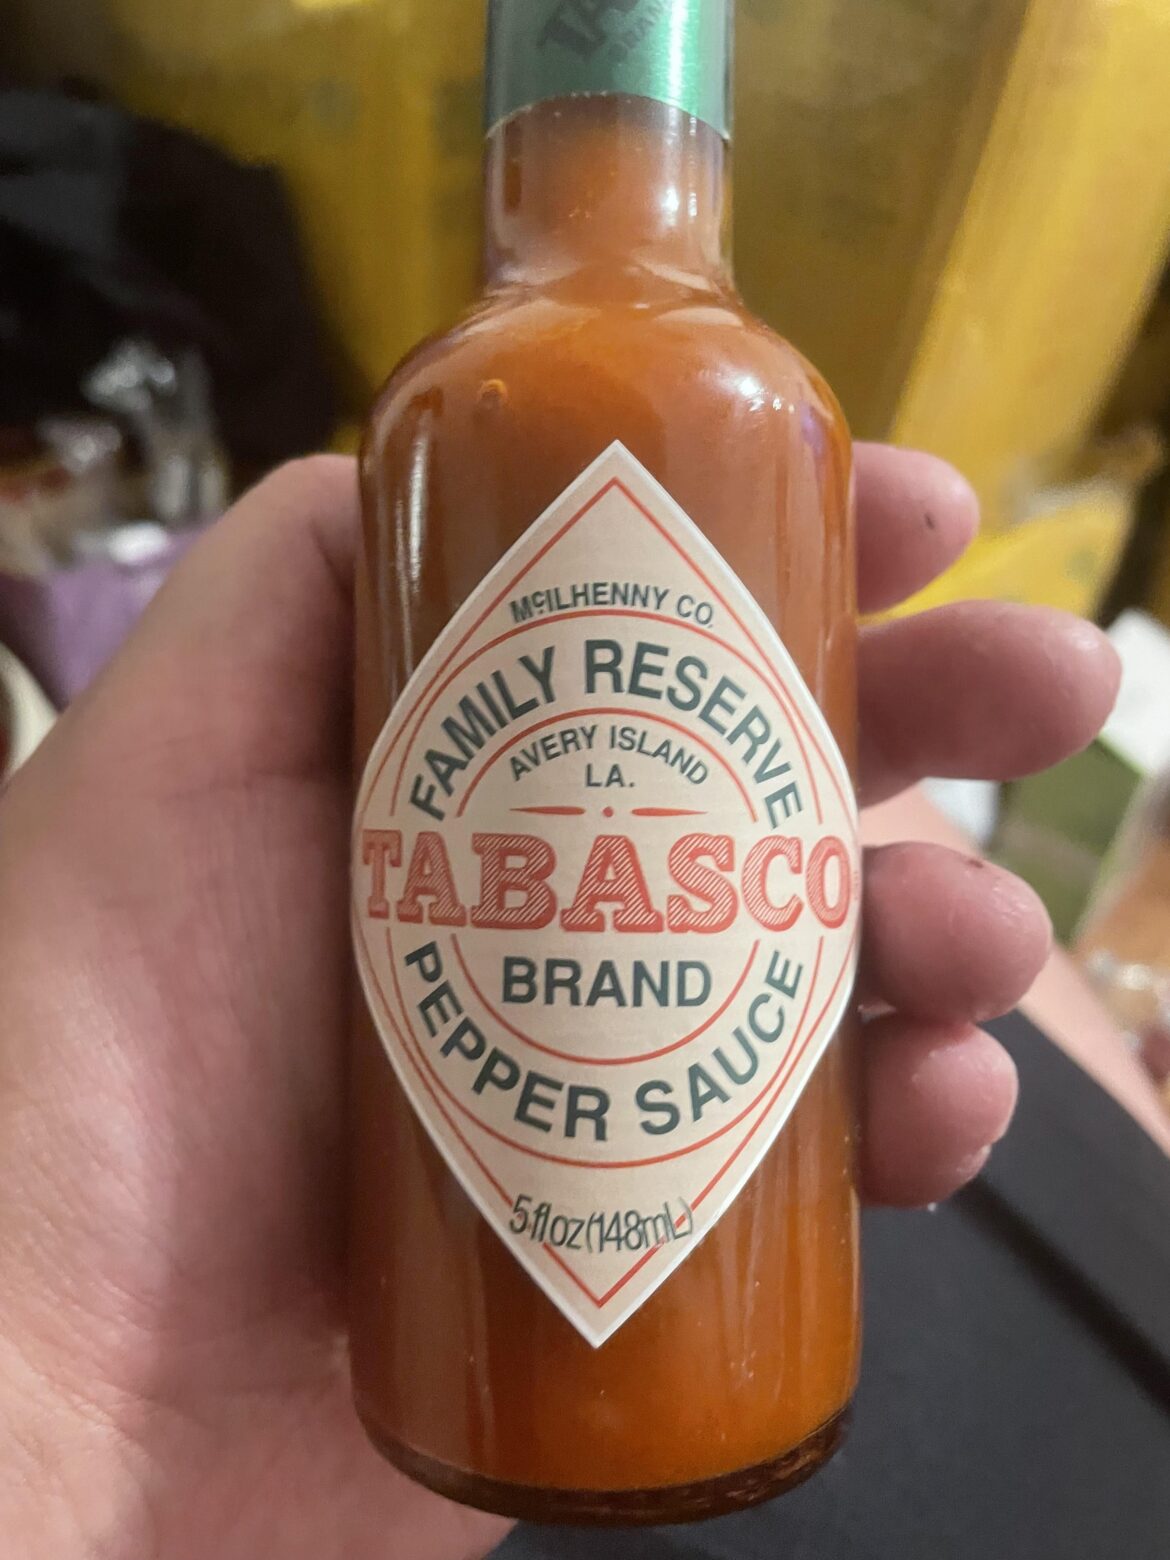 McILHENNY CO.
FAMILY RESERVE
AVERY ISLAND
LA.
TABASCO®
BRAND
PEPPER SAUCE
5 fl oz (148mL)